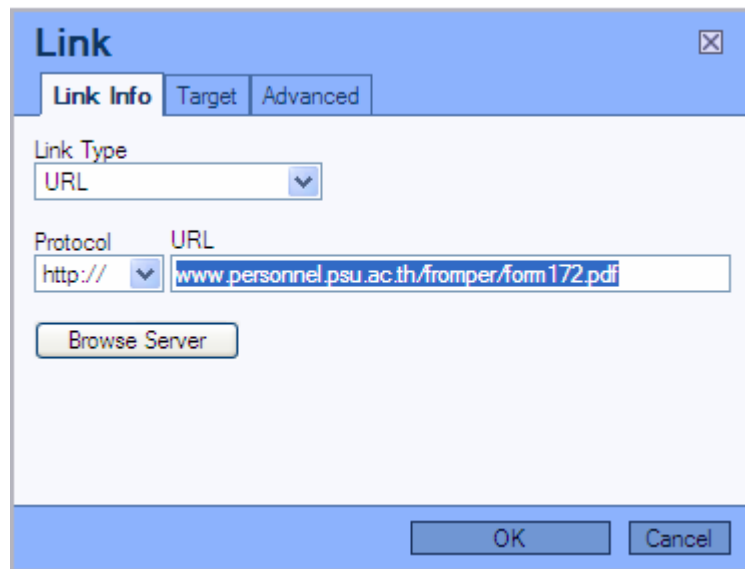 Link
Link Info Target Advanced
Link Type
URL
Protocol URL
http:// www.personnel.psu.ac.th/fromper/form172.pdf
Browse Server
OK Cancel